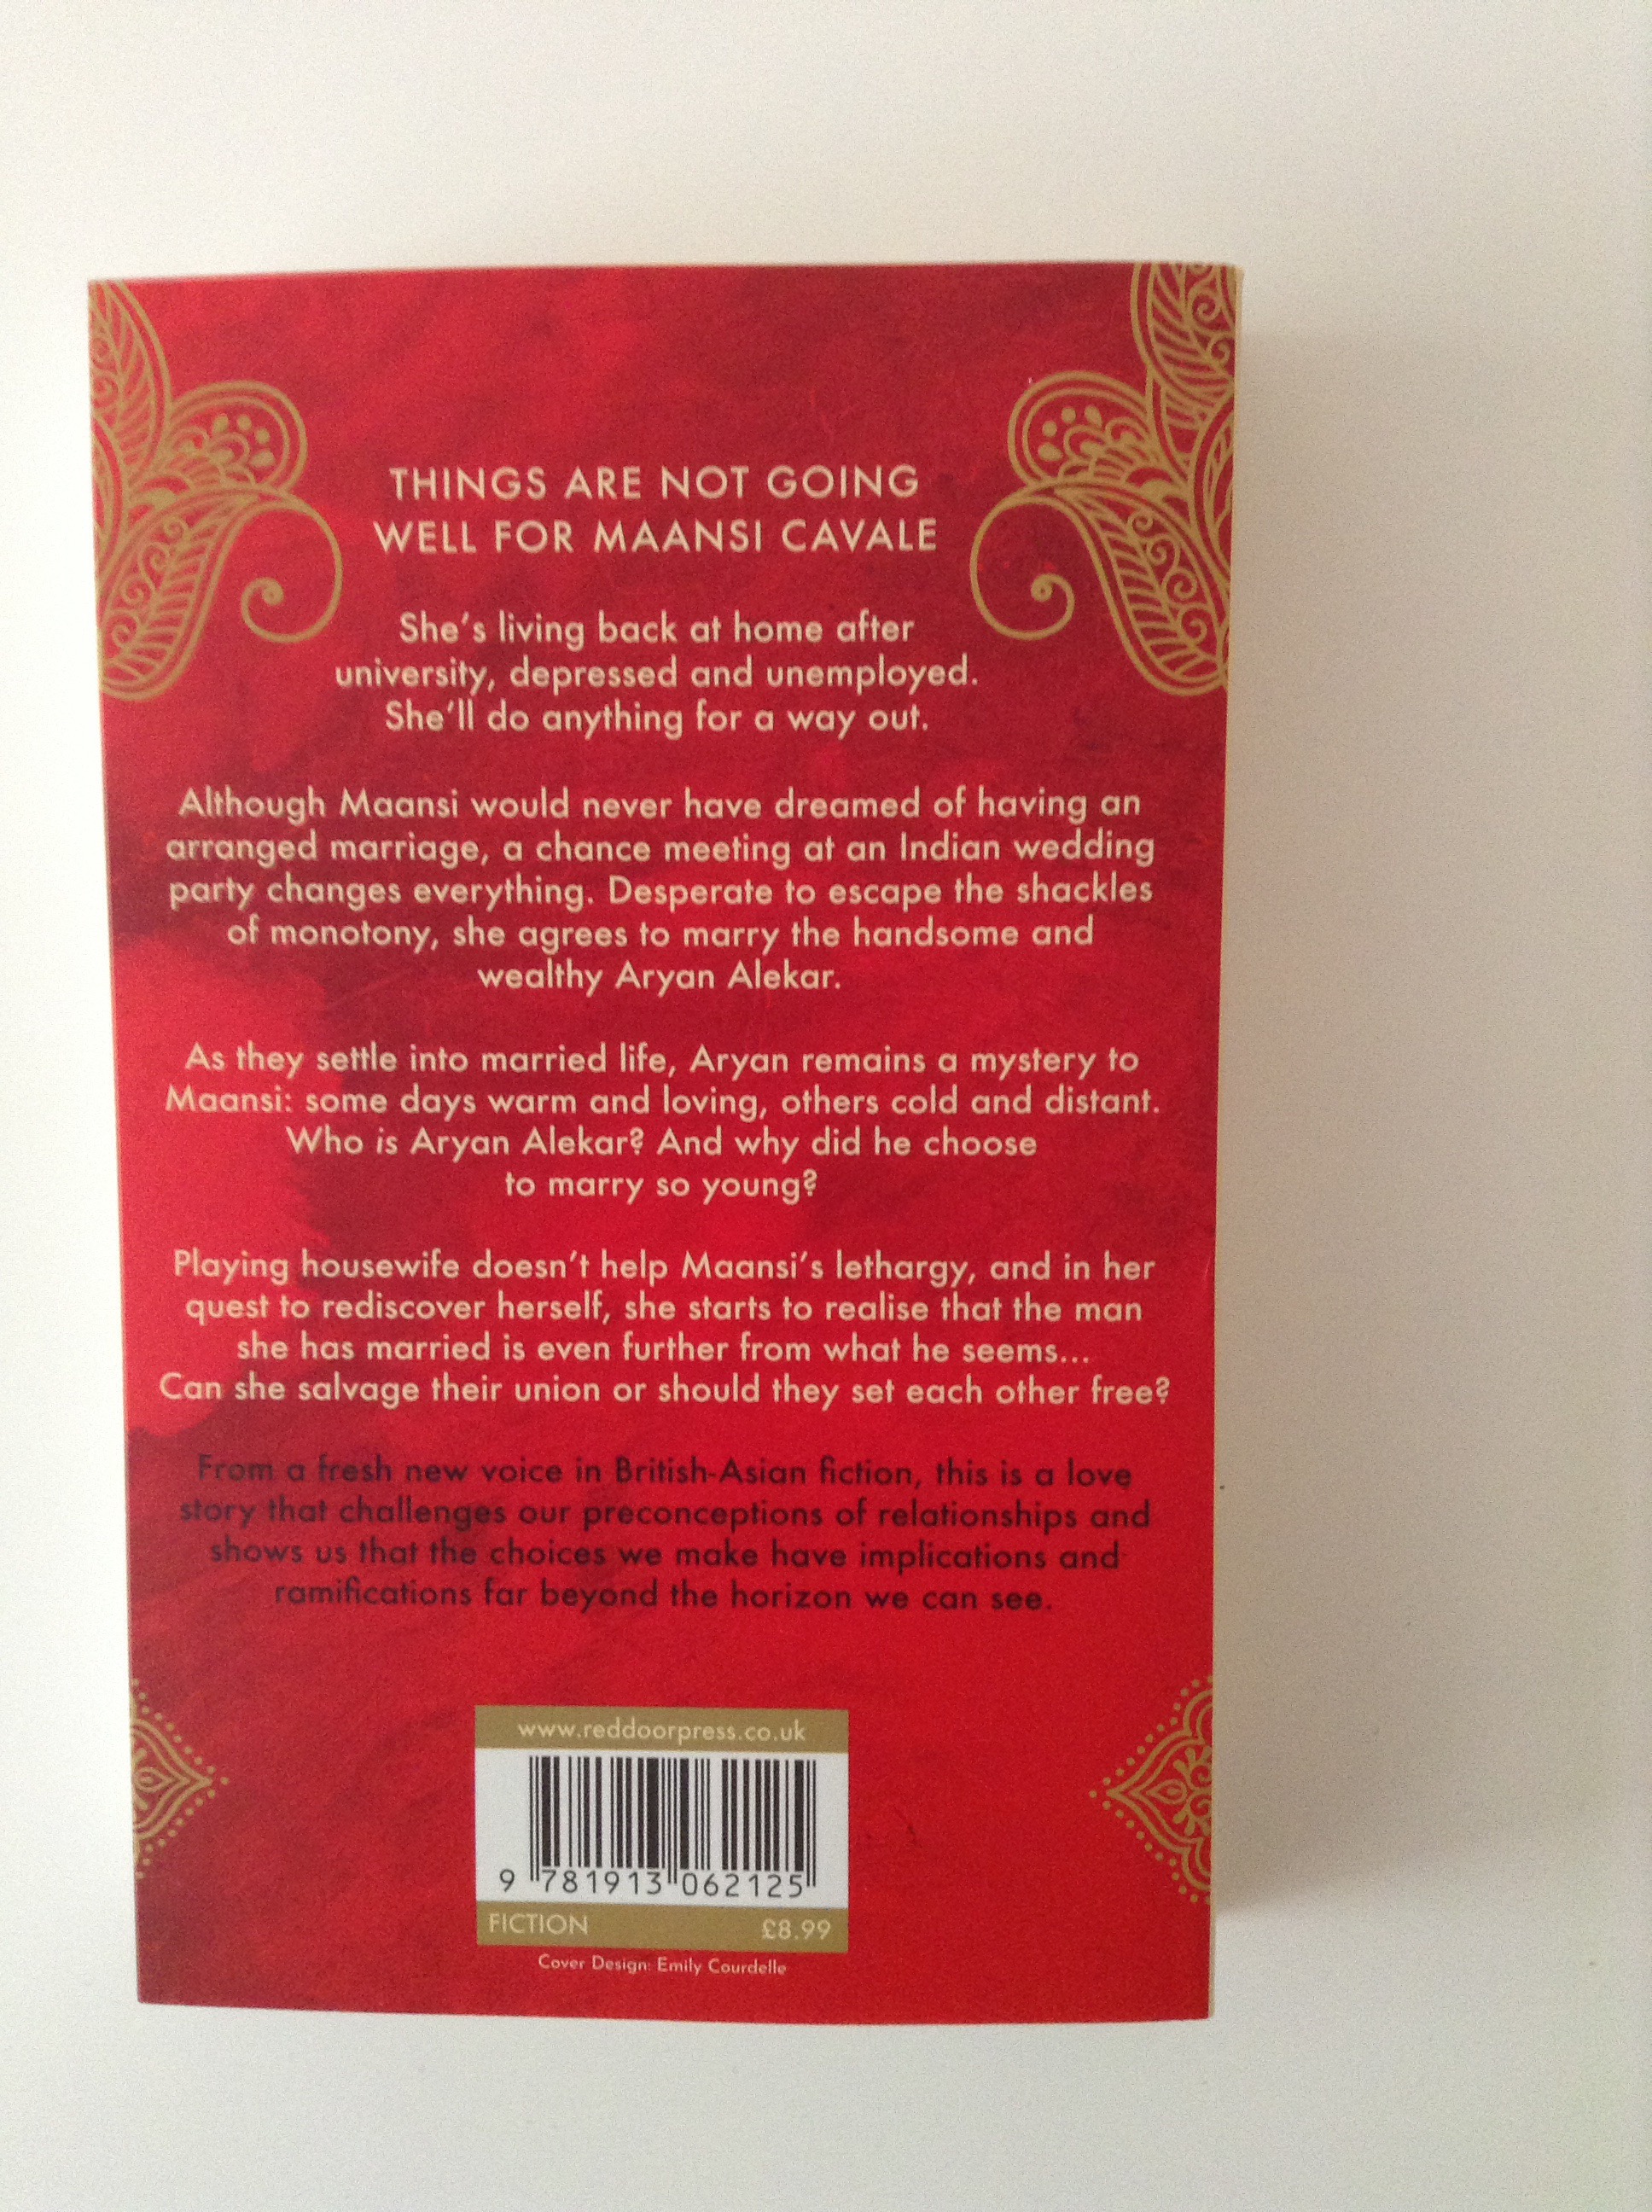 THINGS ARE NOT GOING
WELL FOR MAANSI CAVALE
She's living back at home after
university, depressed and unemployed.
She'll do anything for a way out.
Although Maansi would never have dreamed of having an
arranged marriage, a chance meeting at an Indian wedding
party changes everything. Desperate to escape the shackles
of monotony, she agrees to marry the handsome and
wealthy Aryan Alekar.
As they settle into married life, Aryan remains a mystery to
Maansi: some days warm and loving, others cold and distant.
Who is Aryan Alekar? And why did he choose
to marry so young?
Playing housewife doesn't help Maansi's lethargy, and in her
quest to rediscover herself, she starts to realise that the man
she has married is even further from what he seems...
Can she salvage their union or should they set each other free?
From a fresh new voice in British-Asian fiction, this is a love
story that challenges our preconceptions of relationships and
shows us that the choices we make have implications and
ramifications far beyond the horizon we can see.
www.reddoorpress.co.uk
9 781913 062125
FICTION £8.99
Cover Design: Emily Courdelle